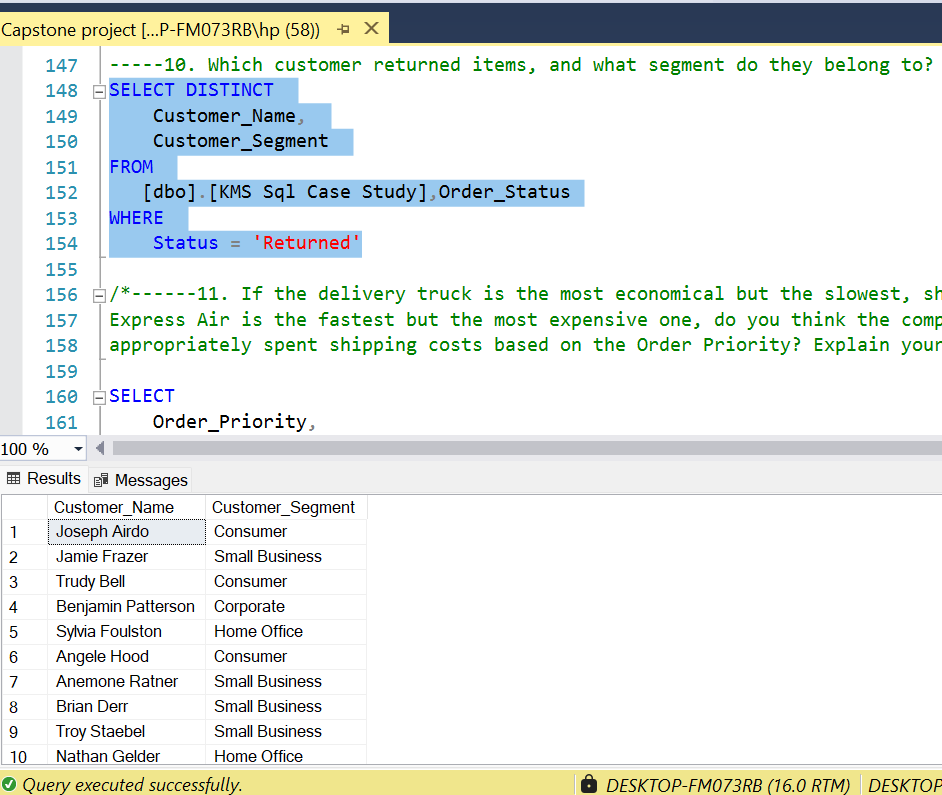 Capstone project [...P-FM073RB\hp (58))
147 -----10. Which customer returned items, and what segment do they belong to?
148 SELECT DISTINCT
149 Customer_Name,
150 Customer_Segment
151 FROM
152 [dbo].[KMS Sql Case Study],Order_Status
153 WHERE
154 Status = 'Returned'
155
156 /*------11. If the delivery truck is the most economical but the slowest, sh
157 Express Air is the fastest but the most expensive one, do you think the comp
158 appropriately spent shipping costs based on the Order Priority? Explain your
159
160 SELECT
161 Order_Priority,
100 %
Results Messages
Customer_Name Customer_Segment
1 Joseph Airdo Consumer
2 Jamie Frazer Small Business
3 Trudy Bell Consumer
4 Benjamin Patterson Corporate
5 Sylvia Foulston Home Office
6 Angele Hood Consumer
7 Anemone Ratner Small Business
8 Brian Derr Small Business
9 Troy Staebel Small Business
10 Nathan Gelder Home Office
Query executed successfully. DESKTOP-FM073RB (16.0 RTM) DESKTOP